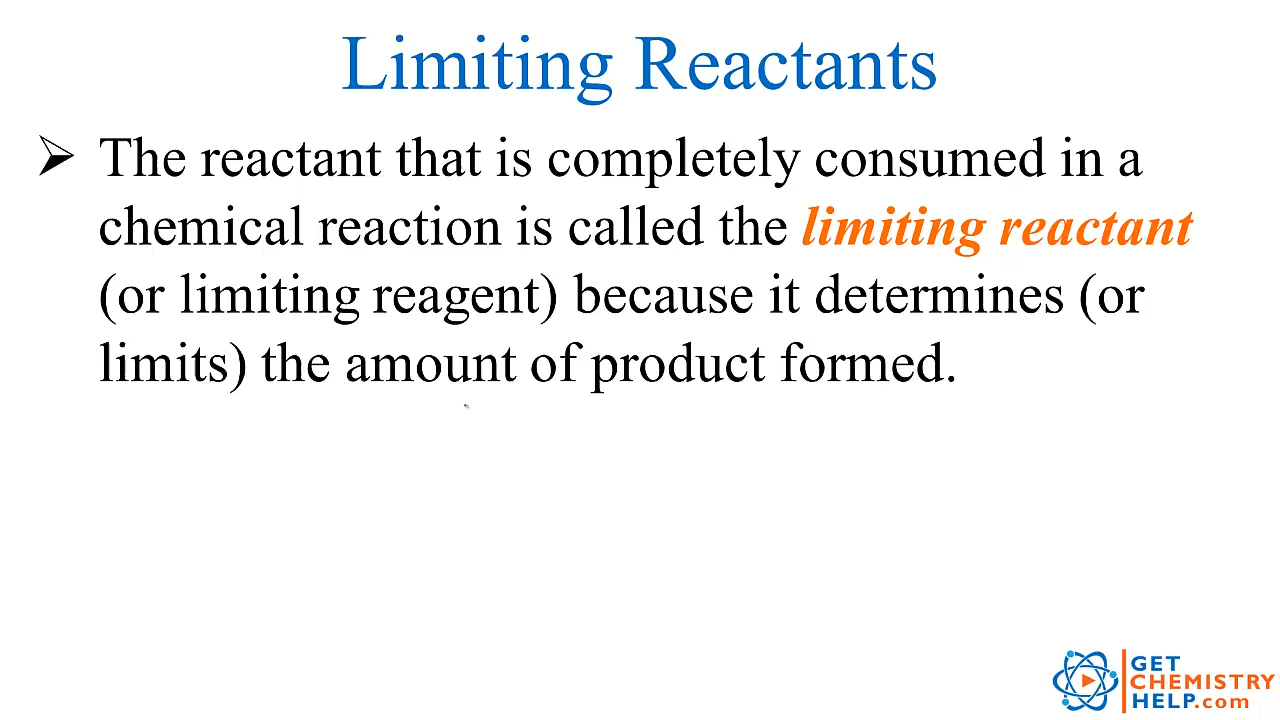 Limiting Reactants
➢ The reactant that is completely consumed in a
chemical reaction is called the limiting reactant
(or limiting reagent) because it determines (or
limits) the amount of product formed.
GET
CHEMISTRY
HELP.com